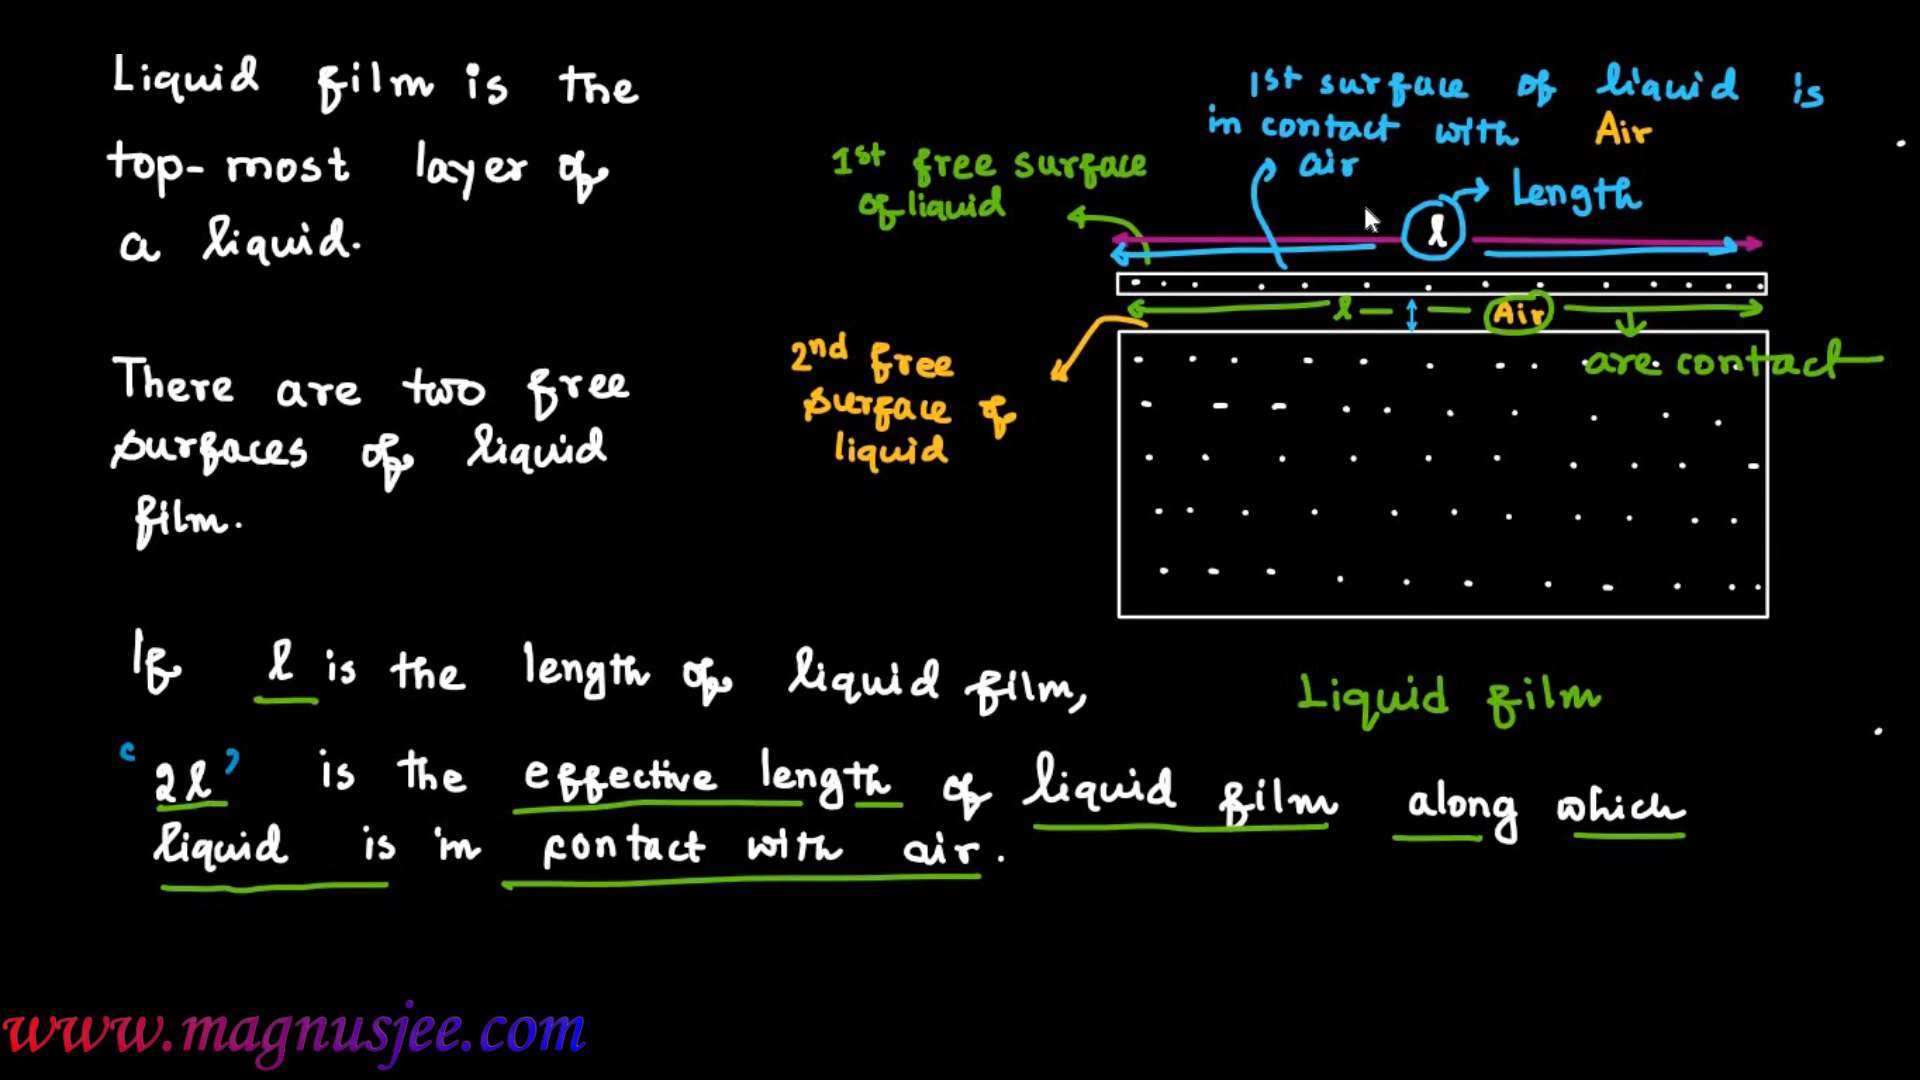 Liquid film is the
top-most layer of
a liquid.
There are two free
surfaces of liquid
film.
1st surface of liquid is
in contact with Air
air
1st free surface
of liquid
l
Length
l
Air
are contact
2nd free
surface of
liquid
Liquid film
If l is the length of liquid film,
'2l' is the effective length of liquid film along which
liquid is in contact with air.
www.magnusjee.com